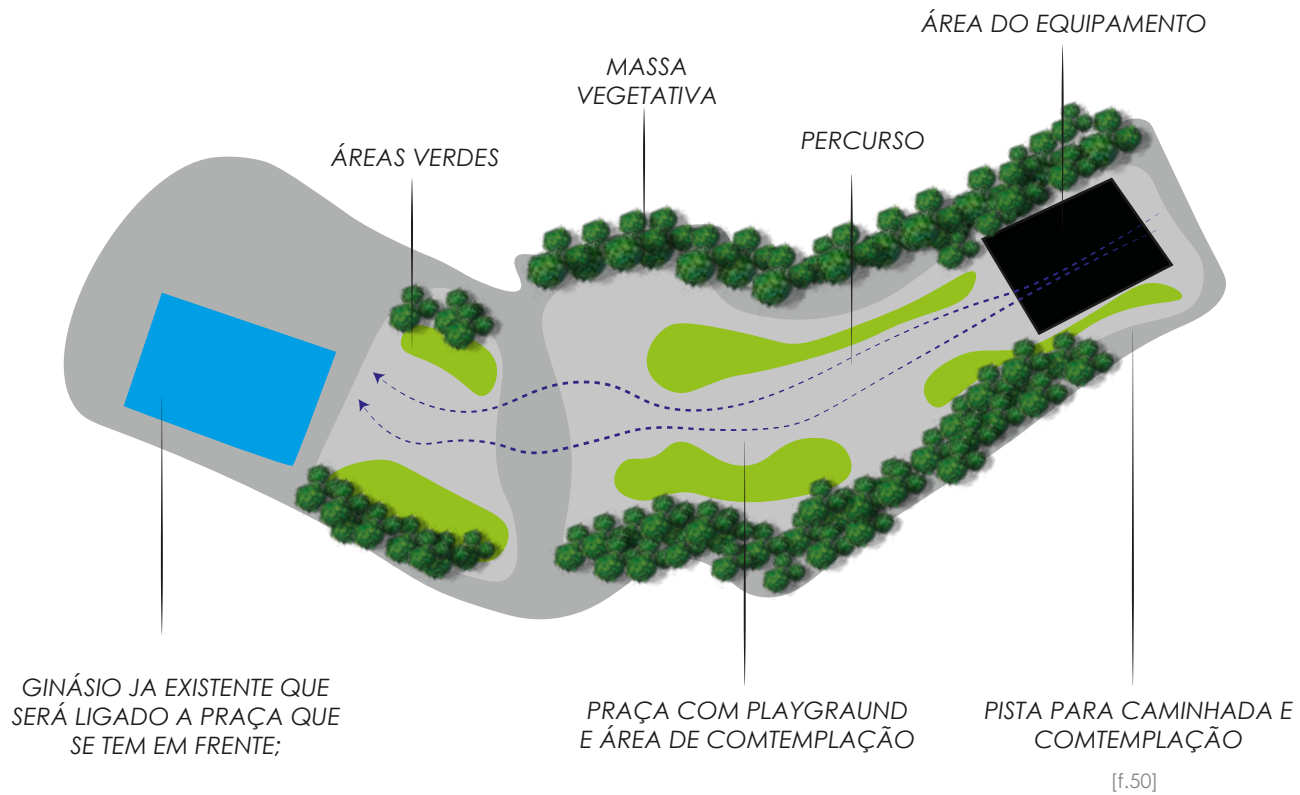 ÁREA DO EQUIPAMENTO
MASSA
VEGETATIVA
PERCURSO
ÁREAS VERDES
GINÁSIO JA EXISTENTE QUE
SERÁ LIGADO A PRAÇA QUE
SE TEM EM FRENTE;
PRAÇA COM PLAYGRAUND
E ÁREA DE COMTEMPLAÇÃO
PISTA PARA CAMINHADA E
COMTEMPLAÇÃO
[f.50]